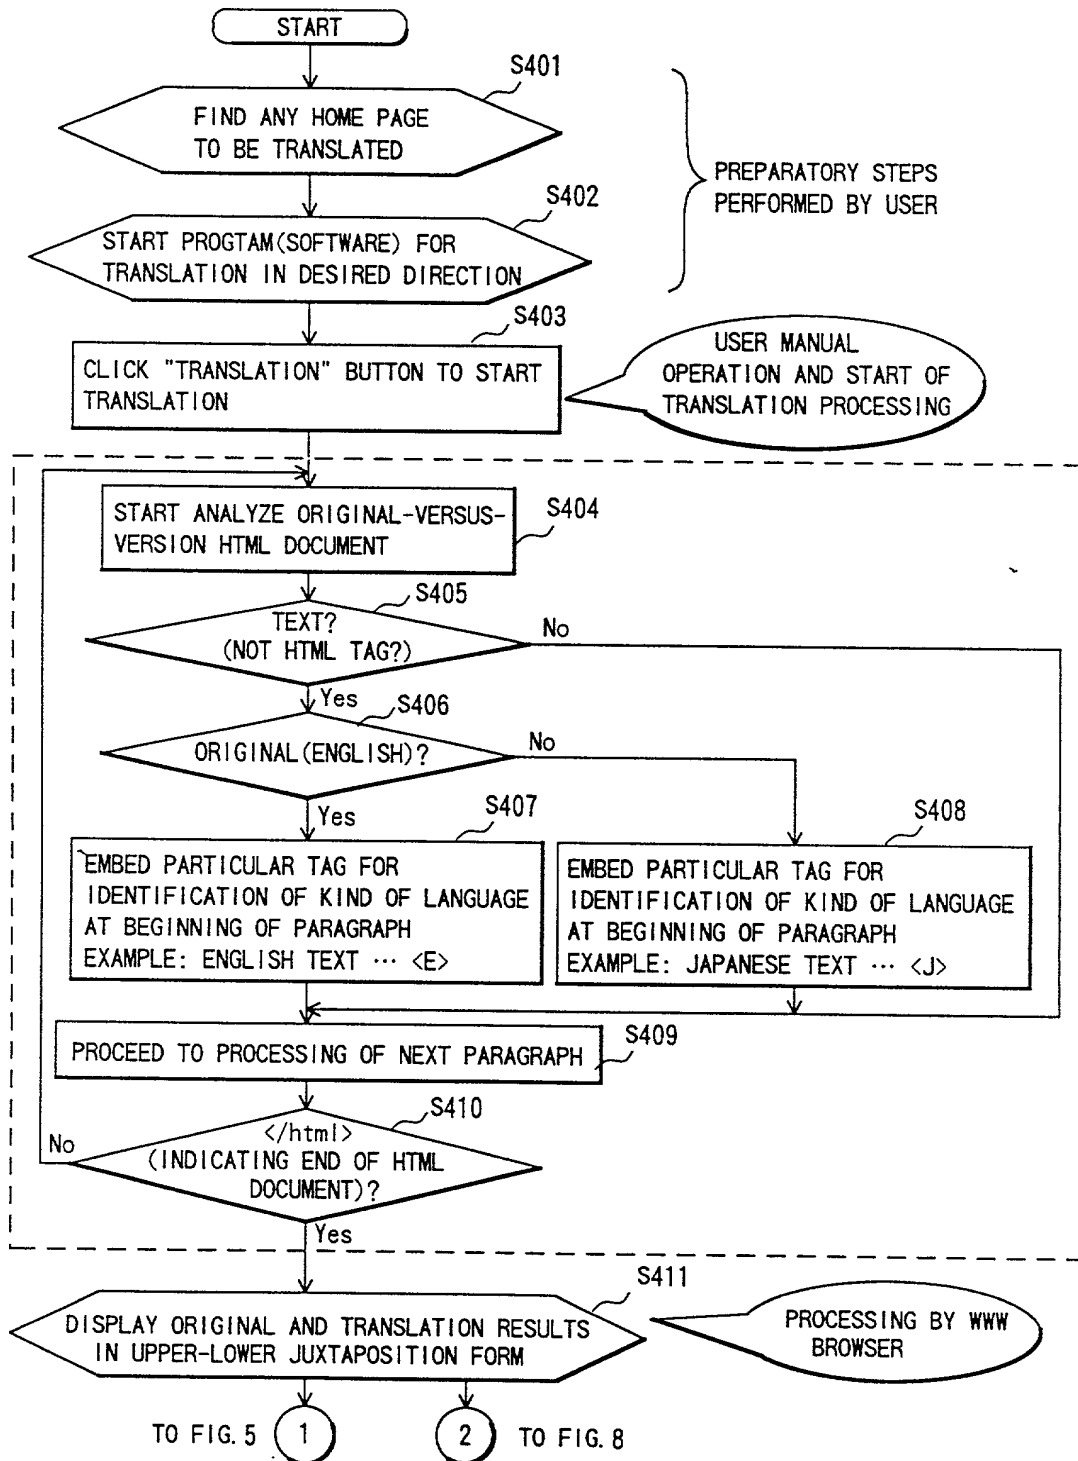 START
S401
FIND ANY HOME PAGE
TO BE TRANSLATED
PREPARATORY STEPS
PERFORMED BY USER
S402
START PROGTAM(SOFTWARE) FOR
TRANSLATION IN DESIRED DIRECTION
S403
CLICK "TRANSLATION" BUTTON TO START
TRANSLATION
USER MANUAL
OPERATION AND START OF
TRANSLATION PROCESSING
S404
START ANALYZE ORIGINAL-VERSUS-
VERSION HTML DOCUMENT
S405
TEXT?
(NOT HTML TAG?)
No
Yes
S406
ORIGINAL(ENGLISH)?
No
Yes
S407
EMBED PARTICULAR TAG FOR
IDENTIFICATION OF KIND OF LANGUAGE
AT BEGINNING OF PARAGRAPH
EXAMPLE: ENGLISH TEXT ··· <E>
S408
EMBED PARTICULAR TAG FOR
IDENTIFICATION OF KIND OF LANGUAGE
AT BEGINNING OF PARAGRAPH
EXAMPLE: JAPANESE TEXT ··· <J>
S409
PROCEED TO PROCESSING OF NEXT PARAGRAPH
S410
</html>
(INDICATING END OF HTML
DOCUMENT)?
No
Yes
S411
DISPLAY ORIGINAL AND TRANSLATION RESULTS
IN UPPER-LOWER JUXTAPOSITION FORM
PROCESSING BY WWW
BROWSER
TO FIG. 5 1
2 TO FIG. 8